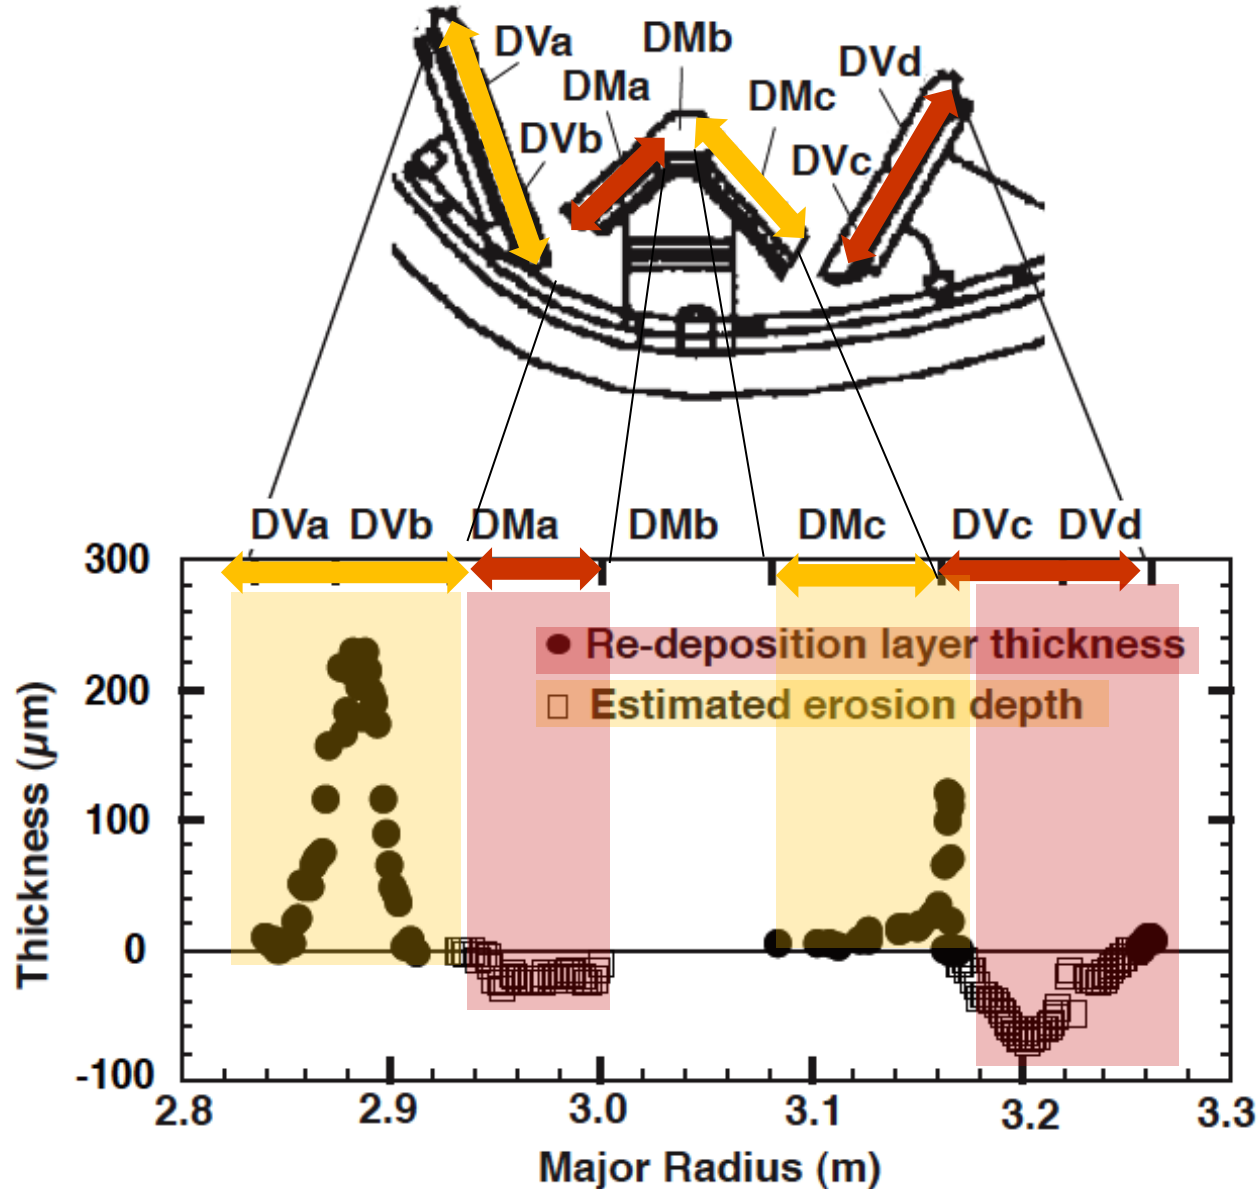 DVa
DMb
DMa
DMc
DVd
DVb
DVc
DVa DVb DMa DMb DMc DVc DVd
300
200
100
0
-100
Thickness (μm)
Re-deposition layer thickness
Estimated erosion depth
2.8 2.9 3.0 3.1 3.2 3.3
Major Radius (m)